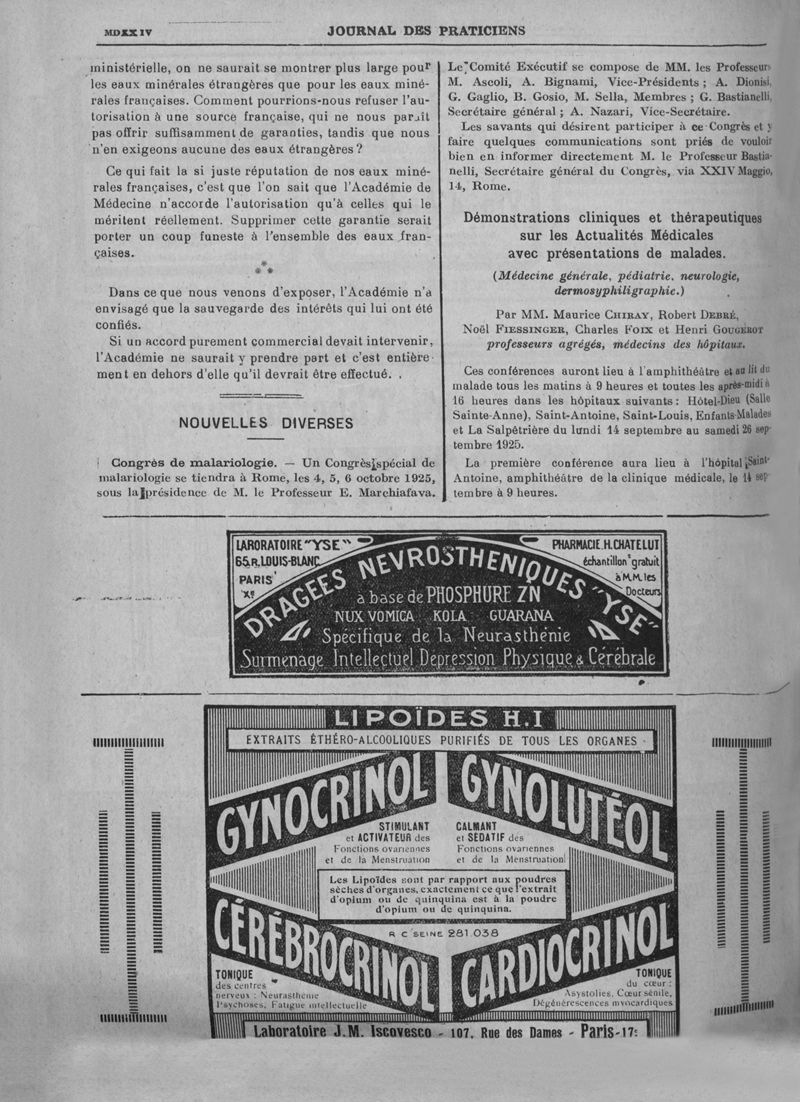 MDXXIV
JOURNAL DES PRATICIENS
ministérielle, on ne saurait se montrer plus large pour
les eaux minérales étrangères que pour les eaux miné-
rales françaises. Comment pourrions-nous refuser l'au-
torisation à une source française, qui ne nous paraît
pas offrir suffisamment de garanties, tandis que nous
n'en exigeons aucune des eaux étrangères ?
Ce qui fait la si juste réputation de nos eaux miné-
rales françaises, c'est que l'on sait que l'Académie de
Médecine n'accorde l'autorisation qu'à celles qui le
méritent réellement. Supprimer cette garantie serait
porter un coup funeste à l'ensemble des eaux fran-
çaises.
*
* *
Dans ce que nous venons d'exposer, l'Académie n'a
envisagé que la sauvegarde des intérêts qui lui ont été
confiés.
Si un accord purement commercial devait intervenir,
l'Académie ne saurait y prendre part et c'est entière-
ment en dehors d'elle qu'il devrait être effectué.
NOUVELLES DIVERSES
Congrès de malariologie. — Un Congrès spécial de
malariologie se tiendra à Rome, les 4, 5, 6 octobre 1925,
sous la présidence de M. le Professeur E. Marchiafava.
Le Comité Exécutif se compose de MM. les Professeurs
M. Ascoli, A. Bignami, Vice-Présidents ; A. Dionisi,
G. Gaglio, B. Gosio, M. Sella, Membres ; G. Bastianelli,
Secrétaire général ; A. Nazari, Vice-Secrétaire.
Les savants qui désirent participer à ce Congrès et y
faire quelques communications sont priés de vouloir
bien en informer directement M. le Professeur Bastia-
nelli, Secrétaire général du Congrès, via XXIV Maggio,
14, Rome.
Démonstrations cliniques et thérapeutiques
sur les Actualités Médicales
avec présentations de malades.
(Médecine générale, pédiatrie, neurologie,
dermosyphiligraphie.)
Par MM. Maurice CHIRAY, Robert DEBRÉ,
Noël FIESSINGER, Charles FOIX et Henri GOUGEROT
professeurs agrégés, médecins des hôpitaux.
Ces conférences auront lieu à l'amphithéâtre et au lit du
malade tous les matins à 9 heures et toutes les après-midi à
16 heures dans les hôpitaux suivants : Hôtel-Dieu (Salle
Sainte-Anne), Saint-Antoine, Saint-Louis, Enfants-Malades
et La Salpêtrière du lundi 14 septembre au samedi 26 sep-
tembre 1925.
La première conférence aura lieu à l'hôpital Saint-
Antoine, amphithéâtre de la clinique médicale, le 14 sep-
tembre à 9 heures.
LABORATOIRE "YSE"
65, R. LOUIS-BLANC
PARIS
Xe
PHARMACIE. H. CHATELUT
échantillon gratuit
à M.M. les
Docteurs
DRAGÉES NEVROSTHENIQUES "YSE"
à base de PHOSPHURE ZN
NUX VOMICA KOLA GUARANA
Spécifique de la Neurasthénie
Surmenage Intellectuel Dépression Physique & Cérébrale
LIPOÏDES H.I
EXTRAITS ÉTHÉRO-ALCOOLIQUES PURIFIÉS DE TOUS LES ORGANES
GYNOCRINOL
STIMULANT
et ACTIVATEUR des
Fonctions ovariennes
et de la Menstruation
GYNOLUTÉOL
CALMANT
et SÉDATIF des
Fonctions ovariennes
et de la Menstruation
Les Lipoïdes sont par rapport aux poudres
sèches d'organes, exactement ce que l'extrait
d'opium ou de quinquina est à la poudre
d'opium ou de quinquina.
R C SEINE 281.038
CÉRÉBROCRINOL
TONIQUE
des centres
nerveux : Neurasthénie
Psychoses, Fatigue intellectuelle
CARDIOCRINOL
TONIQUE
du cœur :
Asystolies, Cœur sénile,
Dégénérescences myocardiques
Laboratoire J.M. Iscovesco - 107, Rue des Dames - Paris-17e